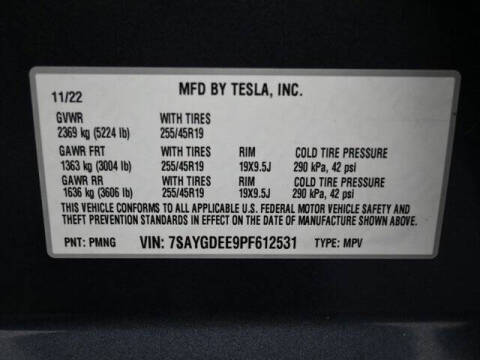 MFD BY TESLA, INC.
11/22
GVWR WITH TIRES
2369 kg (5224 lb) 255/45R19
GAWR FRT WITH TIRES RIM COLD TIRE PRESSURE
1363 kg (3004 lb) 255/45R19 19X9.5J 290 kPa, 42 psi
GAWR RR WITH TIRES RIM COLD TIRE PRESSURE
1636 kg (3606 lb) 255/45R19 19X9.5J 290 kPa, 42 psi
THIS VEHICLE CONFORMS TO ALL APPLICABLE U.S. FEDERAL MOTOR VEHICLE SAFETY AND
THEFT PREVENTION STANDARDS IN EFFECT ON THE DATE OF MANUFACTURE SHOWN ABOVE.
PNT: PMNG VIN: 7SAYGDEE9PF612531 TYPE: MPV